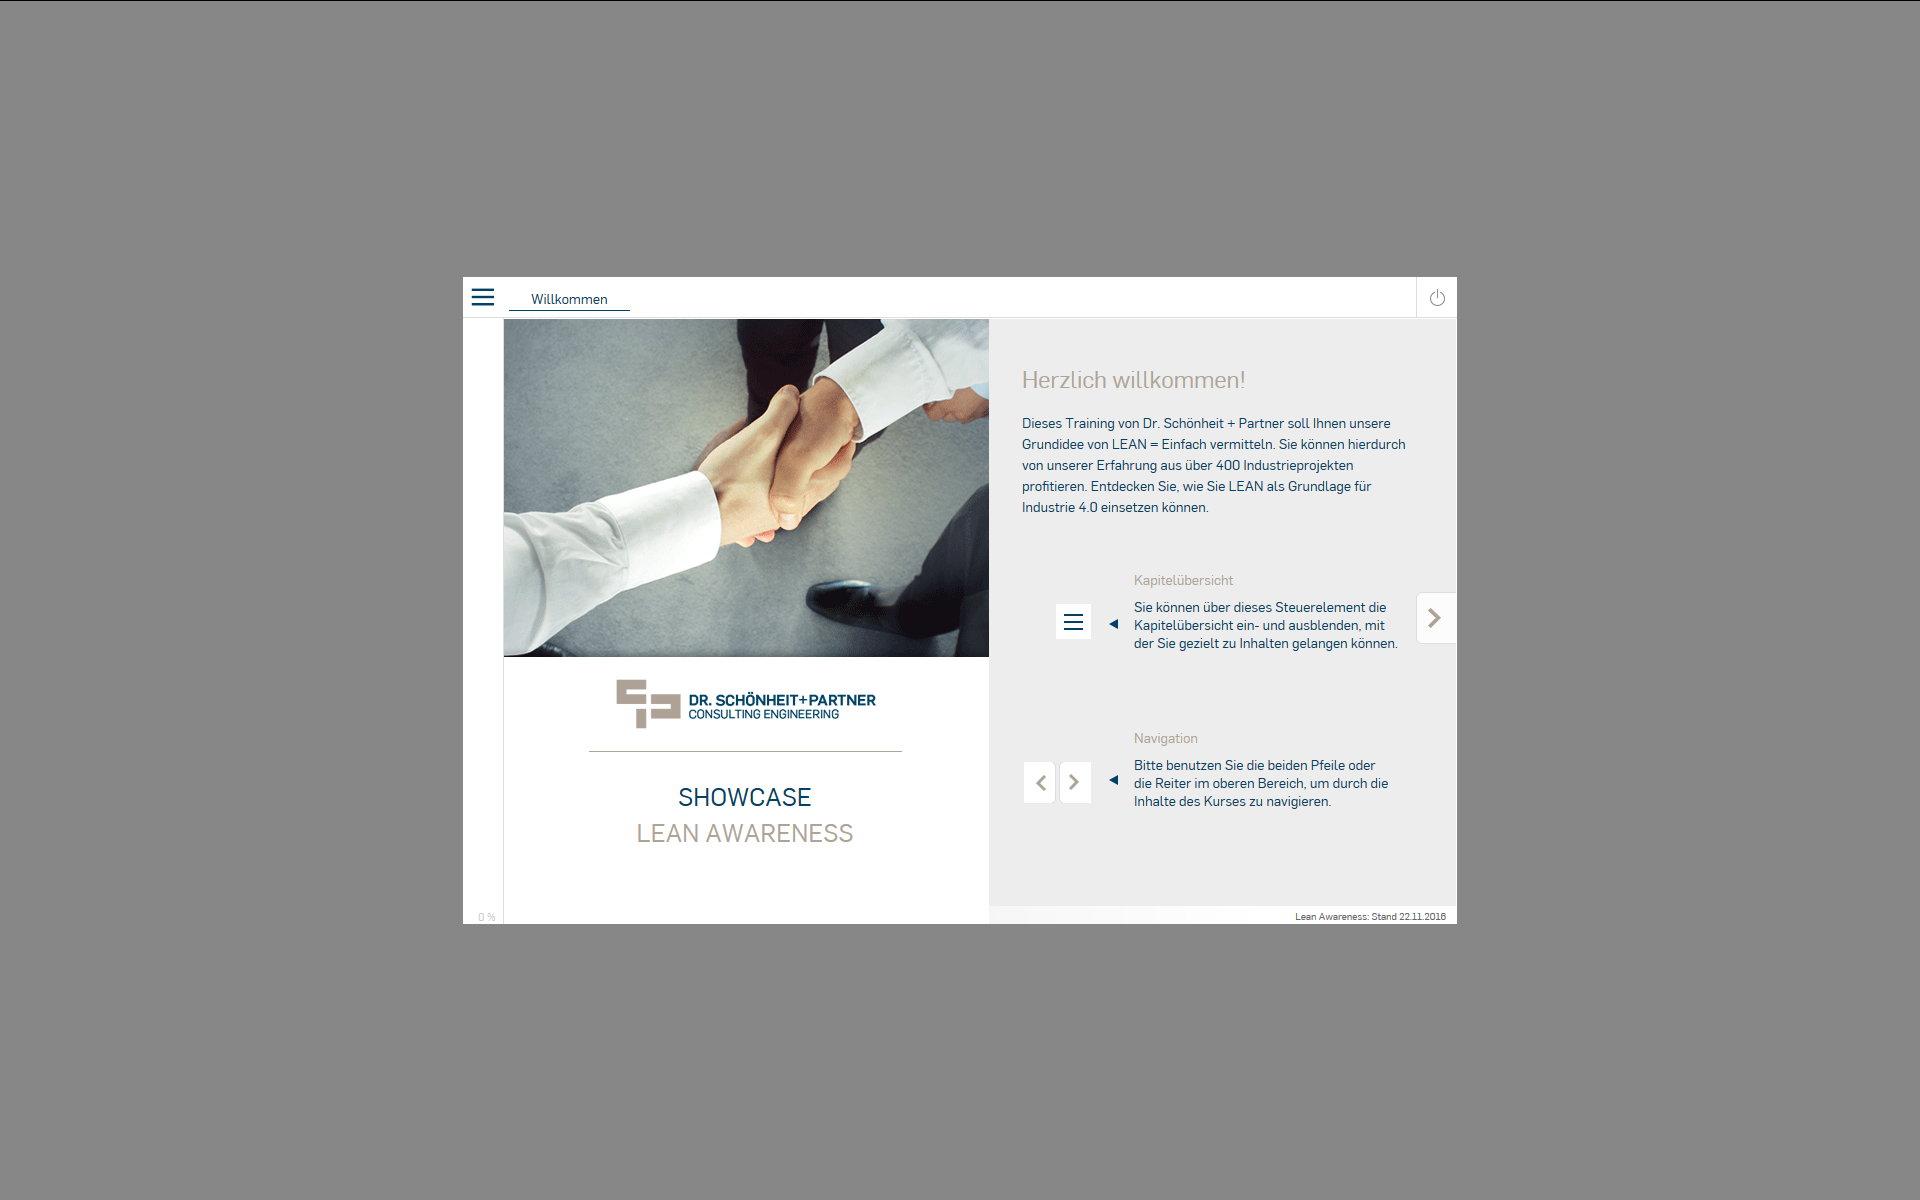 Willkommen
Herzlich willkommen!
Dieses Training von Dr. Schönheit + Partner soll Ihnen unsere
Grundidee von LEAN = Einfach vermitteln. Sie können hierdurch
von unserer Erfahrung aus über 400 Industrieprojekten
profitieren. Entdecken Sie, wie Sie LEAN als Grundlage für
Industrie 4.0 einsetzen können.
Kapitelübersicht
Sie können über dieses Steuerelement die
Kapitelübersicht ein- und ausblenden, mit
der Sie gezielt zu Inhalten gelangen können.
Navigation
Bitte benutzen Sie die beiden Pfeile oder
die Reiter im oberen Bereich, um durch die
Inhalte des Kurses zu navigieren.
DR. SCHÖNHEIT+PARTNER
CONSULTING ENGINEERING
SHOWCASE
LEAN AWARENESS
0 %
Lean Awareness: Stand 22.11.2016